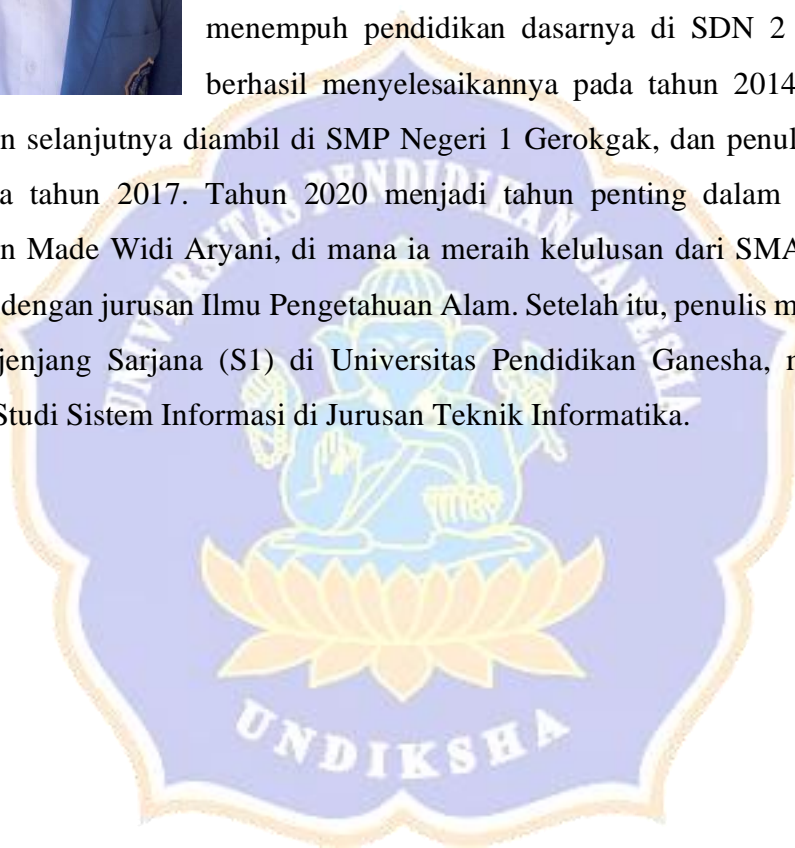 menempuh pendidikan dasarnya di SDN 2
berhasil menyelesaikannya pada tahun 2014
n selanjutnya diambil di SMP Negeri 1 Gerokgak, dan penul
a tahun 2017. Tahun 2020 menjadi tahun penting dalam
n Made Widi Aryani, di mana ia meraih kelulusan dari SMA
dengan jurusan Ilmu Pengetahuan Alam. Setelah itu, penulis m
jenjang Sarjana (S1) di Universitas Pendidikan Ganesha, m
Studi Sistem Informasi di Jurusan Teknik Informatika.
UNIVERSITAS PENDIDIKAN GANESHA
UNDIKSHA